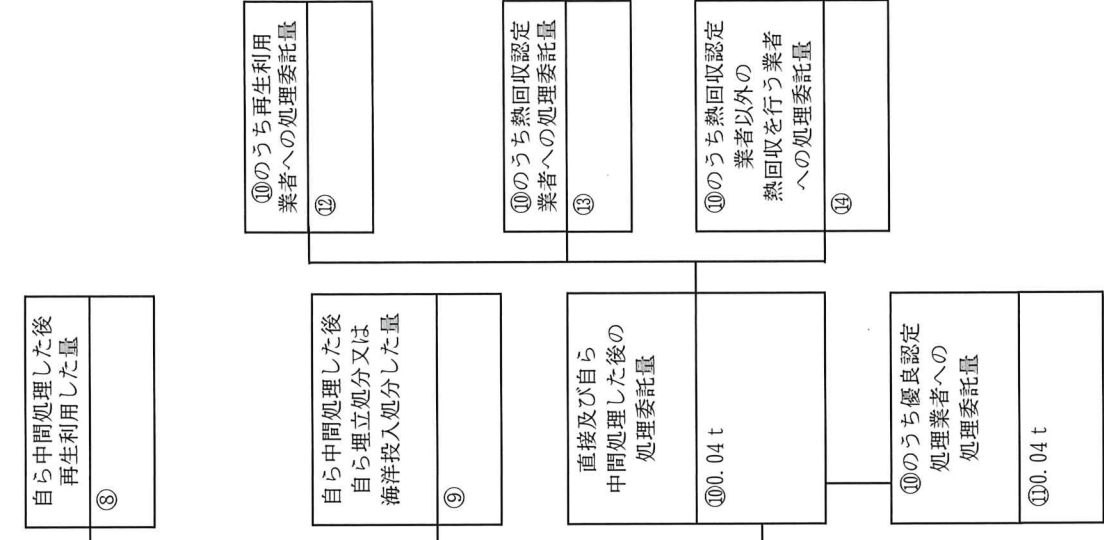 自ら中間処理した後
再生利用した量
⑧
自ら中間処理した後
自ら埋立処分又は
海洋投入処分した量
⑨
直接及び自ら
中間処理した後の
処理委託量
⑩0.04 t
⑩のうち優良認定
処理業者への
処理委託量
⑪0.04 t
⑩のうち再生利用
業者への処理委託量
⑫
⑩のうち熱回収認定
業者への処理委託量
⑬
⑩のうち熱回収認定
業者以外の
熱回収を行う業者
への処理委託量
⑭